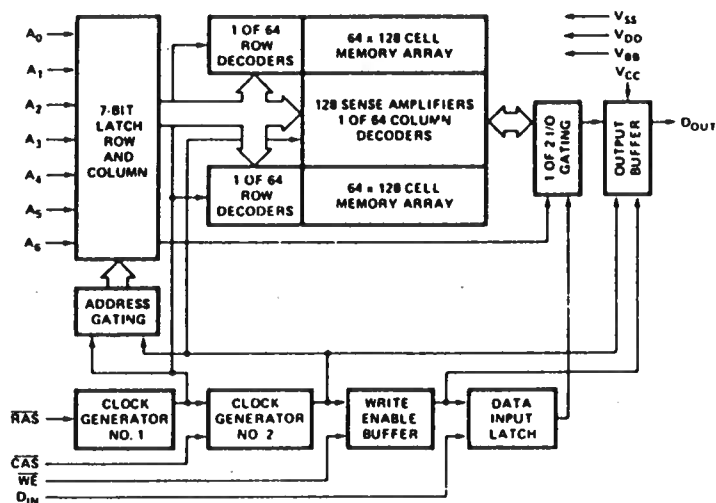 A0
A1
A2
A3
A4
A5
A6
7-BIT
LATCH
ROW
AND
COLUMN
1 OF 64
ROW
DECODERS
64 x 128 CELL
MEMORY ARRAY
128 SENSE AMPLIFIERS
1 OF 64 COLUMN
DECODERS
1 OF 64
ROW
DECODERS
64 x 128 CELL
MEMORY ARRAY
1 OF 2 I/O
GATING
OUTPUT
BUFFER
VSS
VDD
VBB
VCC
DOUT
ADDRESS
GATING
RAS
CLOCK
GENERATOR
NO. 1
CLOCK
GENERATOR
NO 2
WRITE
ENABLE
BUFFER
DATA
INPUT
LATCH
CAS
WE
DIN